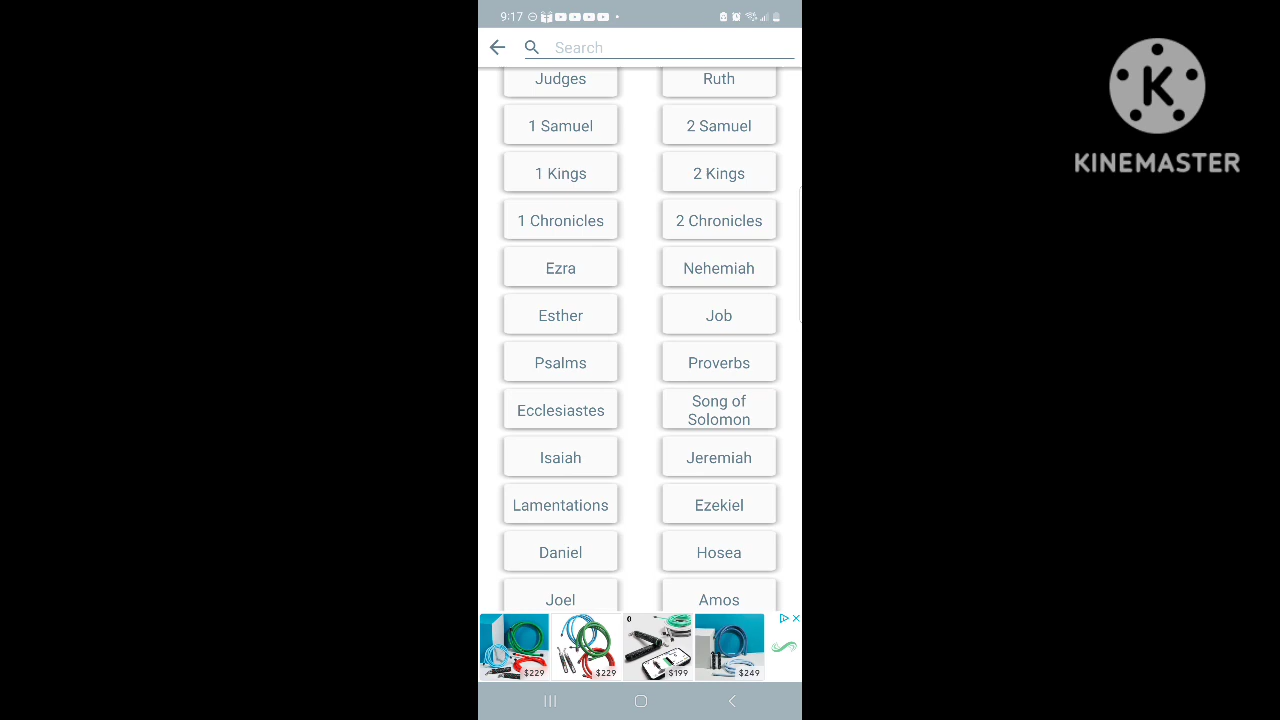 9:17
Search
Judges
Ruth
1 Samuel
2 Samuel
1 Kings
2 Kings
1 Chronicles
2 Chronicles
Ezra
Nehemiah
Esther
Job
Psalms
Proverbs
Ecclesiastes
Song of
Solomon
Isaiah
Jeremiah
Lamentations
Ezekiel
Daniel
Hosea
Joel
Amos
$229
$229
$199
$249
K
KINEMASTER